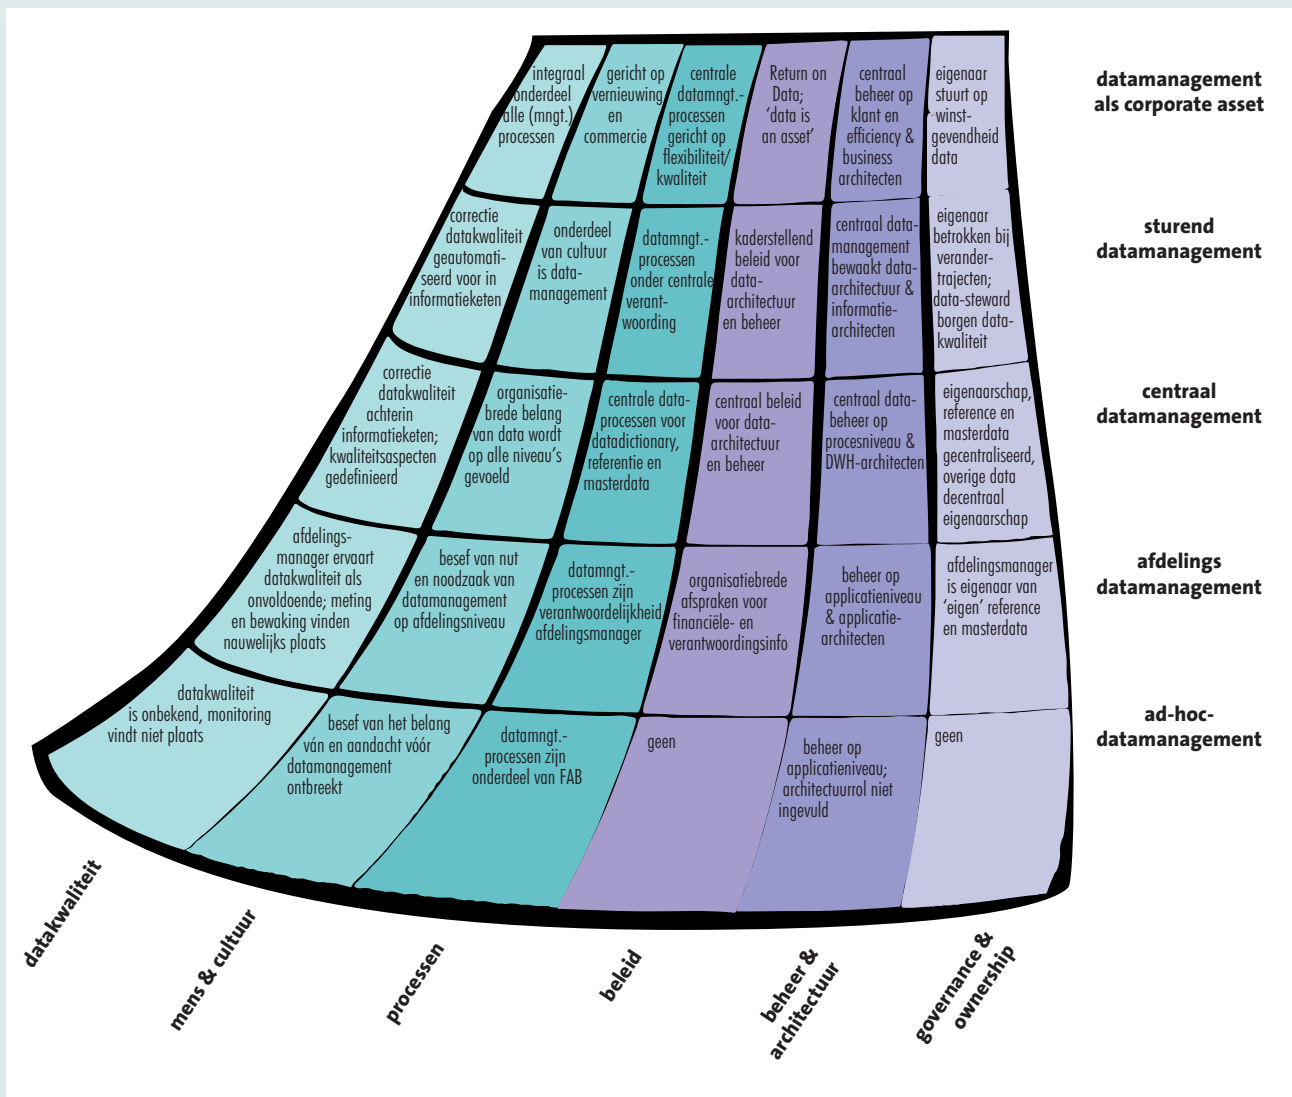 integraal
onderdeel
alle (mngt.)
processen
gericht op
vernieuwing
en
commercie
centrale
datamngt.-
processen
gericht op
flexibiliteit/
kwaliteit
Return on
Data;
‘data is
an asset’
centraal
beheer op
klant en
efficiency &
business
architecten
eigenaar
stuurt op
winst-
gevendheid
data
datamanagement
als corporate asset
correctie
datakwaliteit
geautomati-
seerd voor in
informatieketen
onderdeel
van cultuur
is data-
management
datamngt.-
processen
onder centrale
verant-
woording
kaderstellend
beleid voor
data-
architectuur
en beheer
centraal data-
management
bewaakt data-
architectuur &
informatie-
architecten
eigenaar
betrokken bij
verander-
trajecten;
data-steward
borgen data-
kwaliteit
sturend
datamanagement
correctie
datakwaliteit
achterin
informatieketen;
kwaliteitsaspecten
gedefinieerd
organisatie-
brede belang
van data wordt
op alle niveau’s
gevoeld
centrale data-
processen voor
datadictionary,
referentie en
masterdata
centraal beleid
voor data-
architectuur
en beheer
centraal data-
beheer op
procesniveau &
DWH-architecten
eigenaarschap,
reference en
masterdata
gecentraliseerd,
overige data
decentraal
eigenaarschap
centraal
datamanagement
afdelings-
manager ervaart
datakwaliteit als
onvoldoende; meting
en bewaking vinden
nauwelijks plaats
besef van nut
en noodzaak van
datamanagement
op afdelingsniveau
datamngt.-
processen zijn
verantwoordelijkheid
afdelingsmanager
organisatiebrede
afspraken voor
financiële- en
verantwoordingsinfo
beheer op
applicatieniveau
& applicatie-
architecten
afdelingsmanager
is eigenaar van
‘eigen’ reference
en masterdata
afdelings
datamanagement
datakwaliteit
is onbekend, monitoring
vindt niet plaats
besef van het belang
ván en aandacht vóór
datamanagement
ontbreekt
datamngt.-
processen zijn
onderdeel van FAB
geen
beheer op
applicatieniveau;
architectuurrol niet
ingevuld
geen
ad-hoc-
datamanagement
datakwaliteit
mens & cultuur
processen
beleid
beheer &
architectuur
governance &
ownership